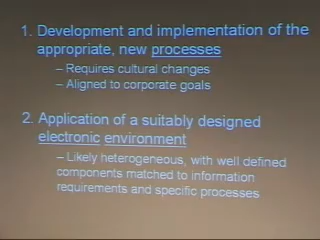 1. Development and implementation of the
appropriate, new processes
– Requires cultural changes
– Aligned to corporate goals
2. Application of a suitably designed
electronic environment
– Likely heterogeneous, with well defined
components matched to information
requirements and specific processes